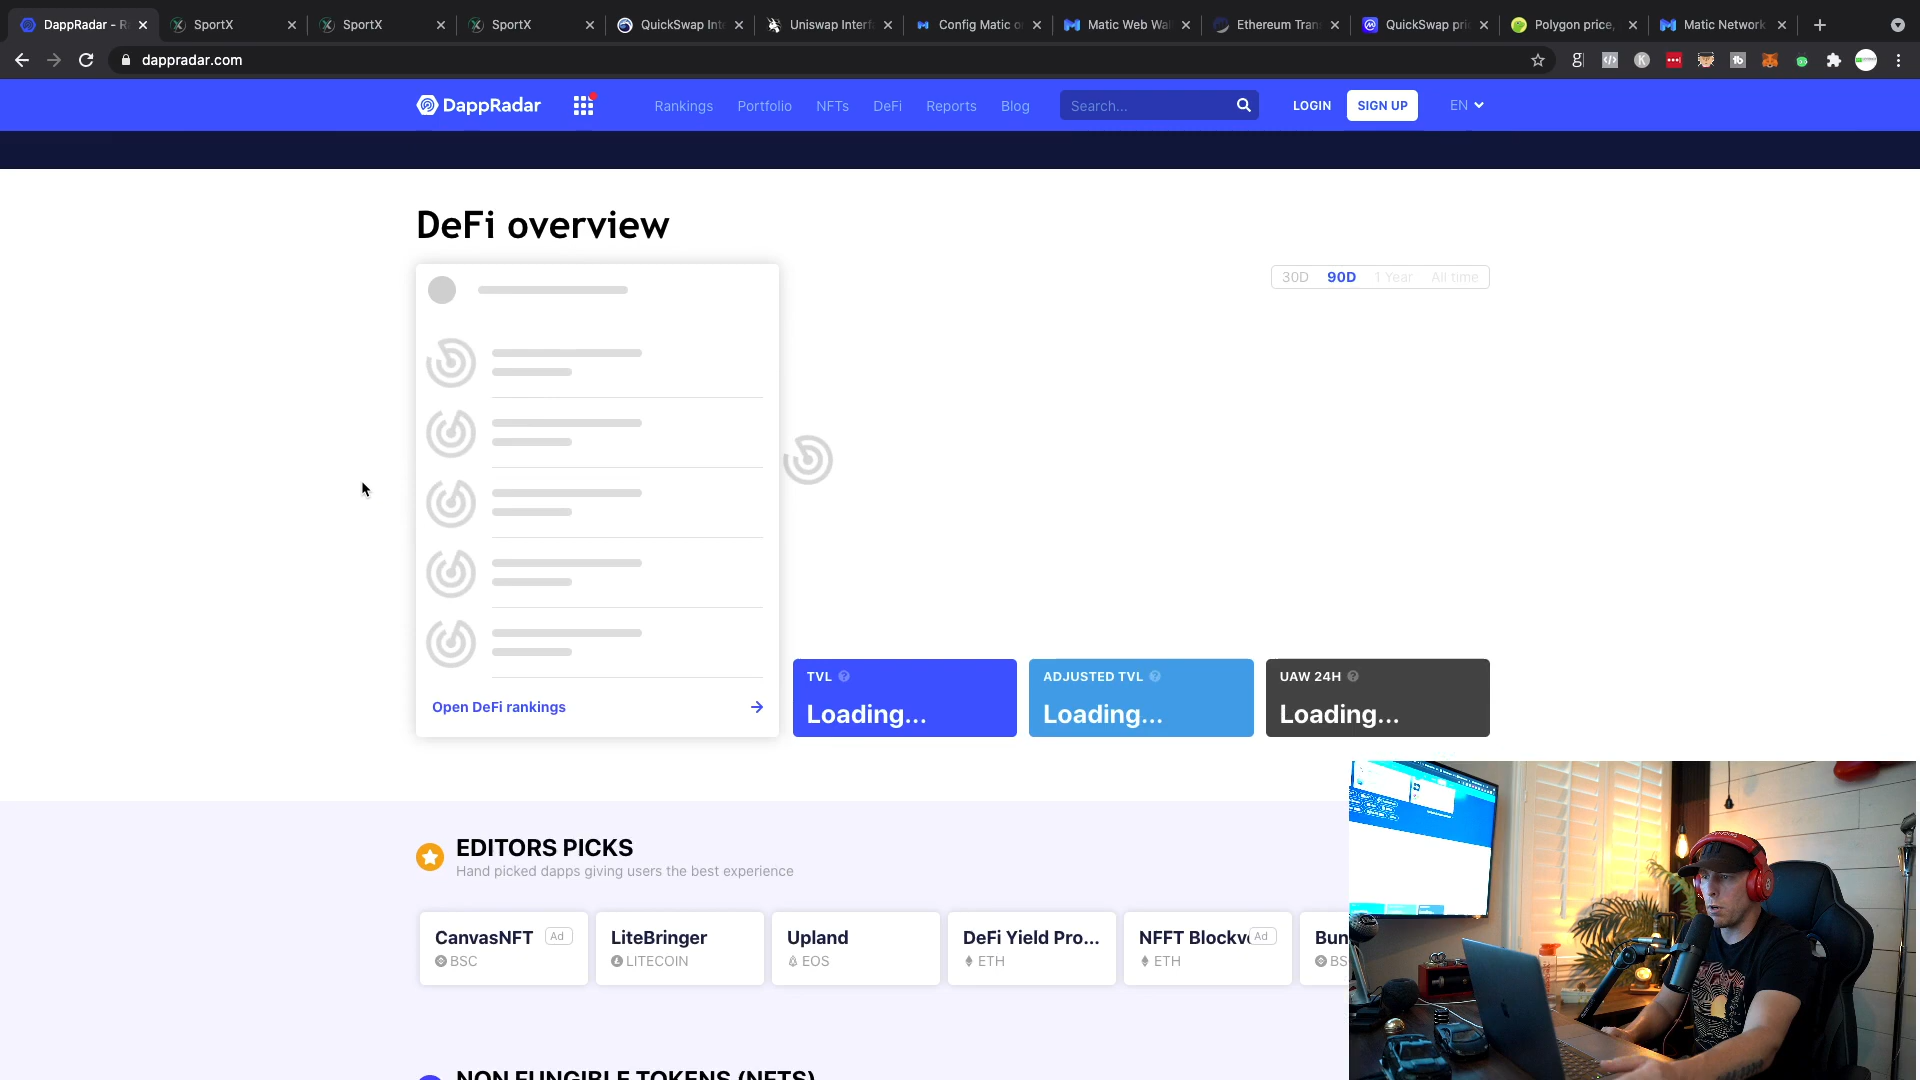 DappRadar - R
SportX
SportX
SportX
QuickSwap Int
Uniswap Interf
Config Matic o
Matic Web Wal
Ethereum Tran
QuickSwap pri
Polygon price,
Matic Network
dappradar.com
DappRadar
Rankings
Portfolio
NFTs
DeFi
Reports
Blog
Search...
LOGIN
SIGN UP
EN
DeFi overview
30D 90D 1 Year All time
Open DeFi rankings
TVL
Loading...
ADJUSTED TVL
Loading...
UAW 24H
Loading...
EDITORS PICKS
Hand picked dapps giving users the best experience
CanvasNFT Ad
BSC
LiteBringer
LITECOIN
Upland
EOS
DeFi Yield Pro...
ETH
NFFT Blockv Ad
ETH
Bun
BS
NON FUNGIBLE TOKENS (NFTS)